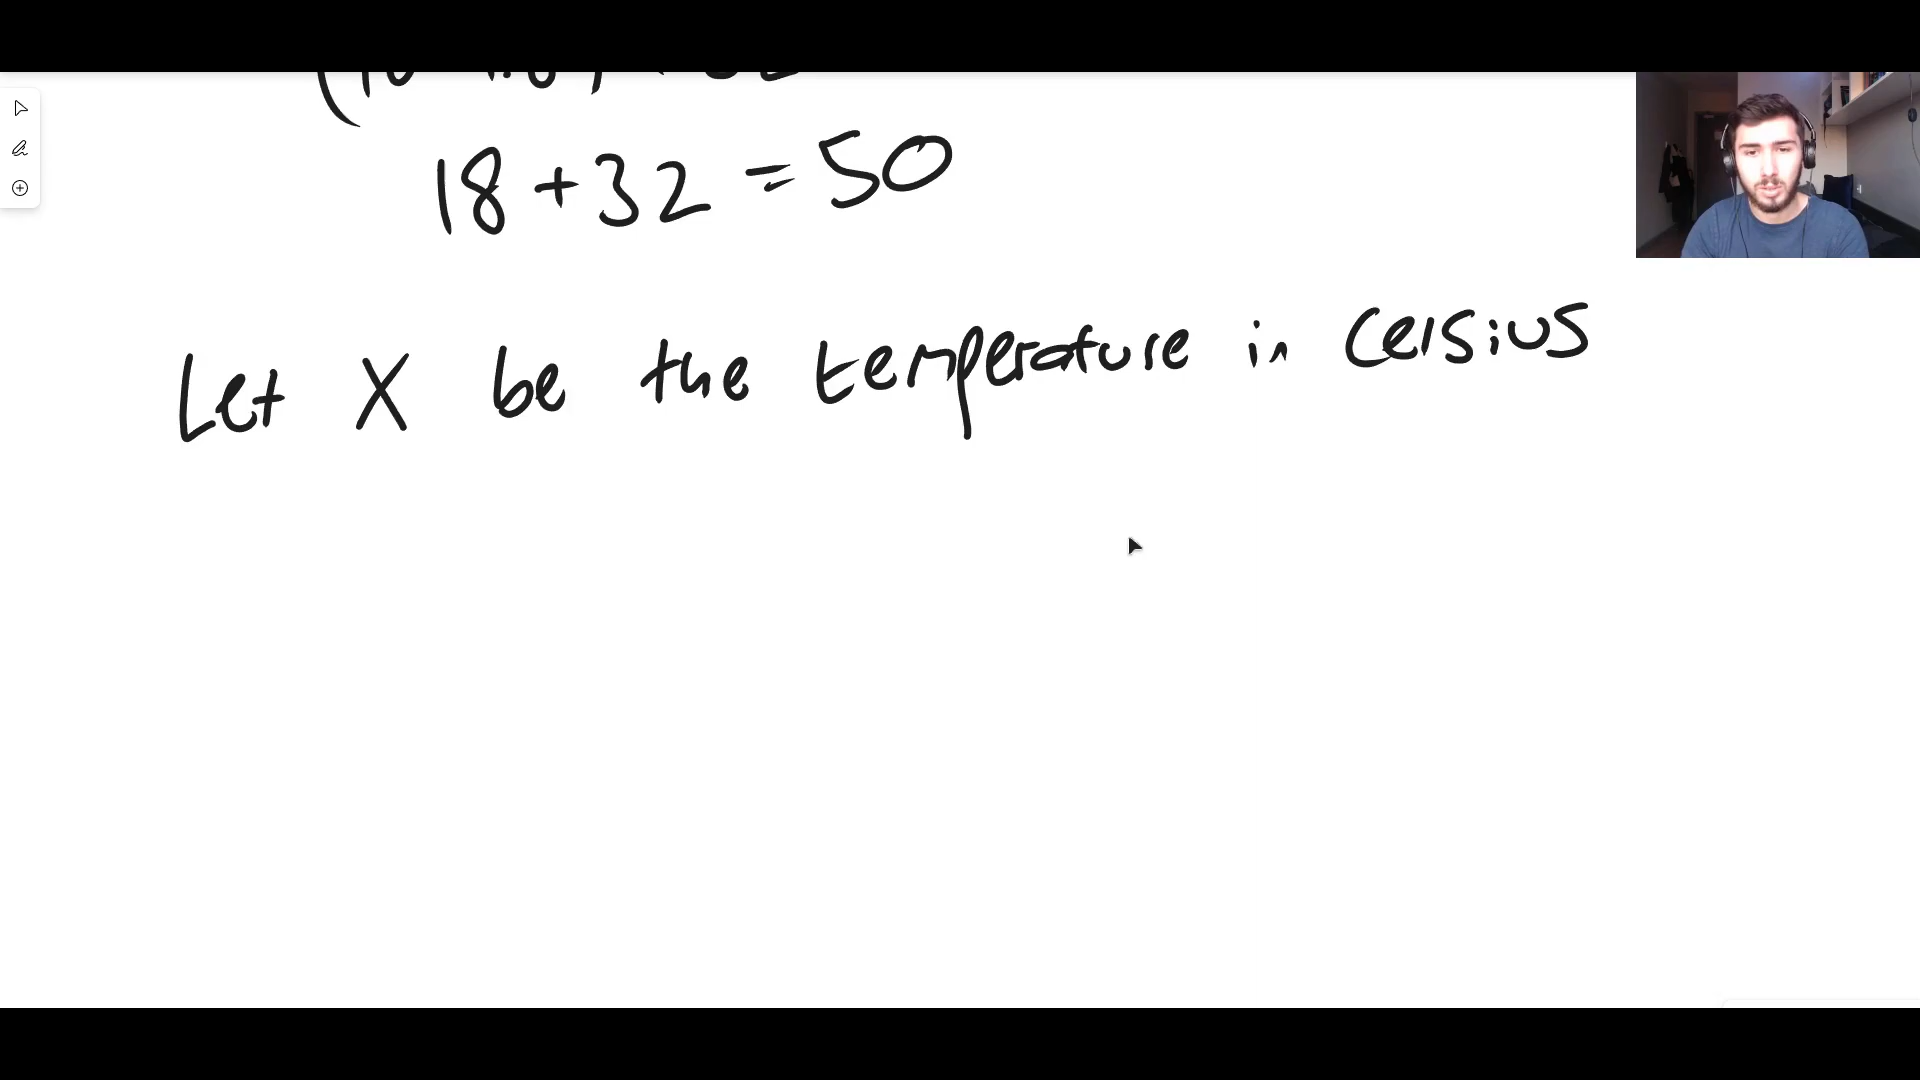 18 + 32 = 50
Let X be the temperature in Celsius